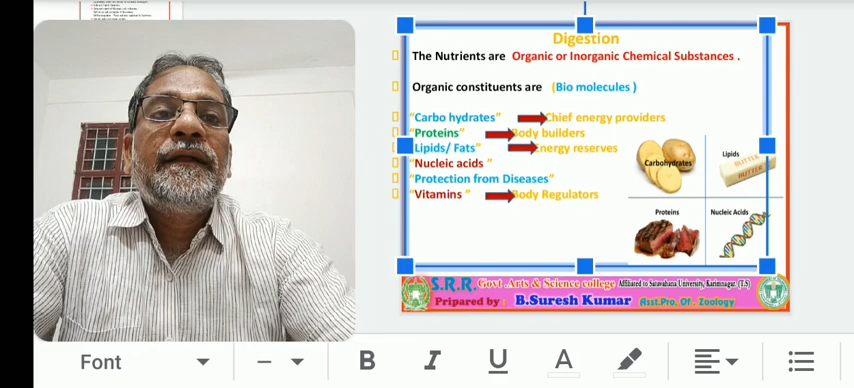 Digestion
The Nutrients are Organic or Inorganic Chemical Substances .
Organic constituents are (Bio molecules )
“Carbo hydrates” Chief energy providers
“Proteins” Body builders
“Lipids/ Fats” Energy reserves
“Nucleic acids ”
“Protection from Diseases”
“Vitamins ” Body Regulators
Carbohydrates
Lipids
BUTTER
BUTTER
Proteins
Nucleic Acids
S.R.R. Govt .Arts & Science college Affiliated to Satavahana University, Karimnagar. (T.S)
Pripared by : B.Suresh Kumar Asst.Pro. Of . Zoology
Font
B I U A